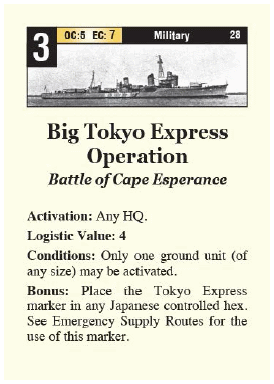 3 OC:5 EC: 7 Military 28
Big Tokyo Express
Operation
Battle of Cape Esperance
Activation: Any HQ.
Logistic Value: 4
Conditions: Only one ground unit (of
any size) may be activated.
Bonus: Place the Tokyo Express
marker in any Japanese controlled hex.
See Emergency Supply Routes for the
use of this marker.